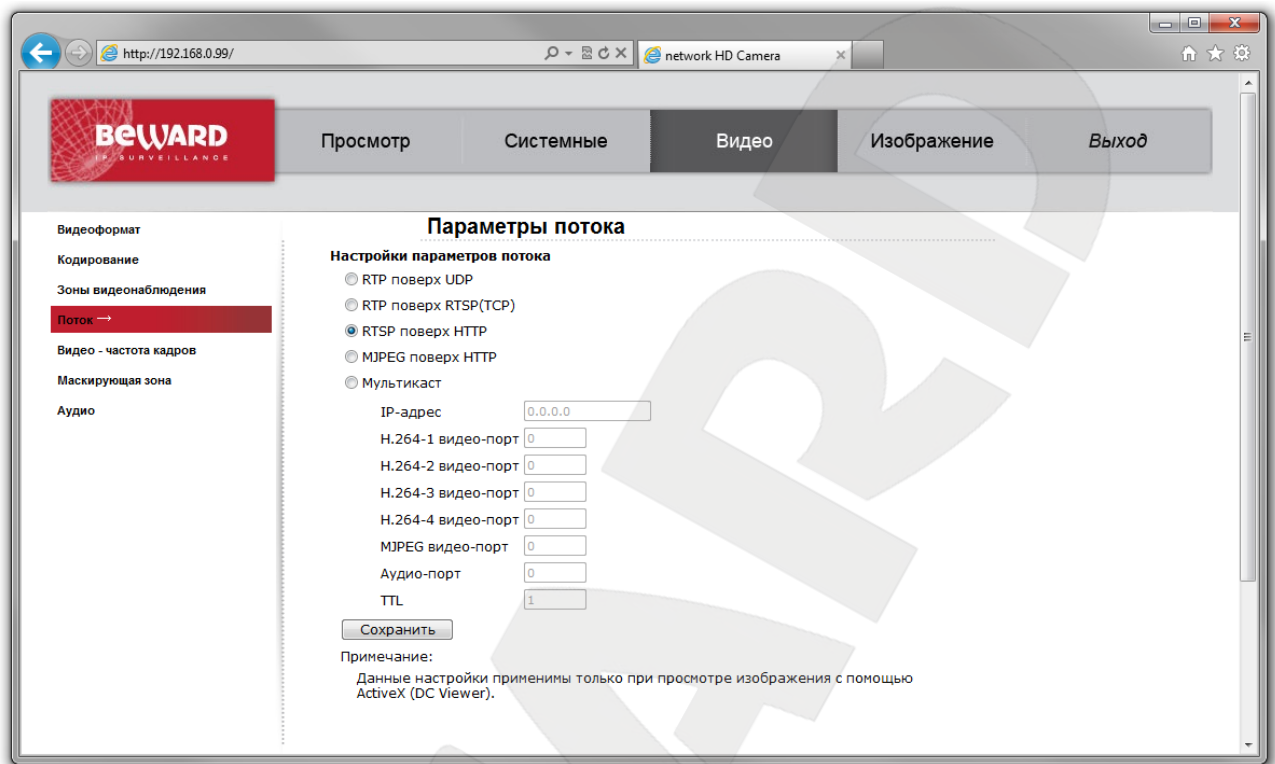 http://192.168.0.99/
network HD Camera
BEWARD
IP SURVEILLANCE
Просмотр
Системные
Видео
Изображение
Выход
Видеоформат
Кодирование
Зоны видеонаблюдения
Поток →
Видео - частота кадров
Маскирующая зона
Аудио
Параметры потока
Настройки параметров потока
RTP поверх UDP
RTP поверх RTSP(TCP)
RTSP поверх HTTP
MJPEG поверх HTTP
Мультикаст
IP-адрес 0.0.0.0
H.264-1 видео-порт 0
H.264-2 видео-порт 0
H.264-3 видео-порт 0
H.264-4 видео-порт 0
MJPEG видео-порт 0
Аудио-порт 0
TTL 1
Сохранить
Примечание:
Данные настройки применимы только при просмотре изображения с помощью
ActiveX (DC Viewer).
ARD